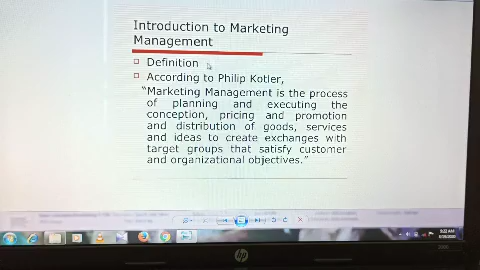 Introduction to Marketing
Management
Definition
According to Philip Kotler,
“Marketing Management is the process
of planning and executing the
conception, pricing and promotion
and distribution of goods, services
and ideas to create exchanges with
target groups that satisfy customer
and organizational objectives.”
hp